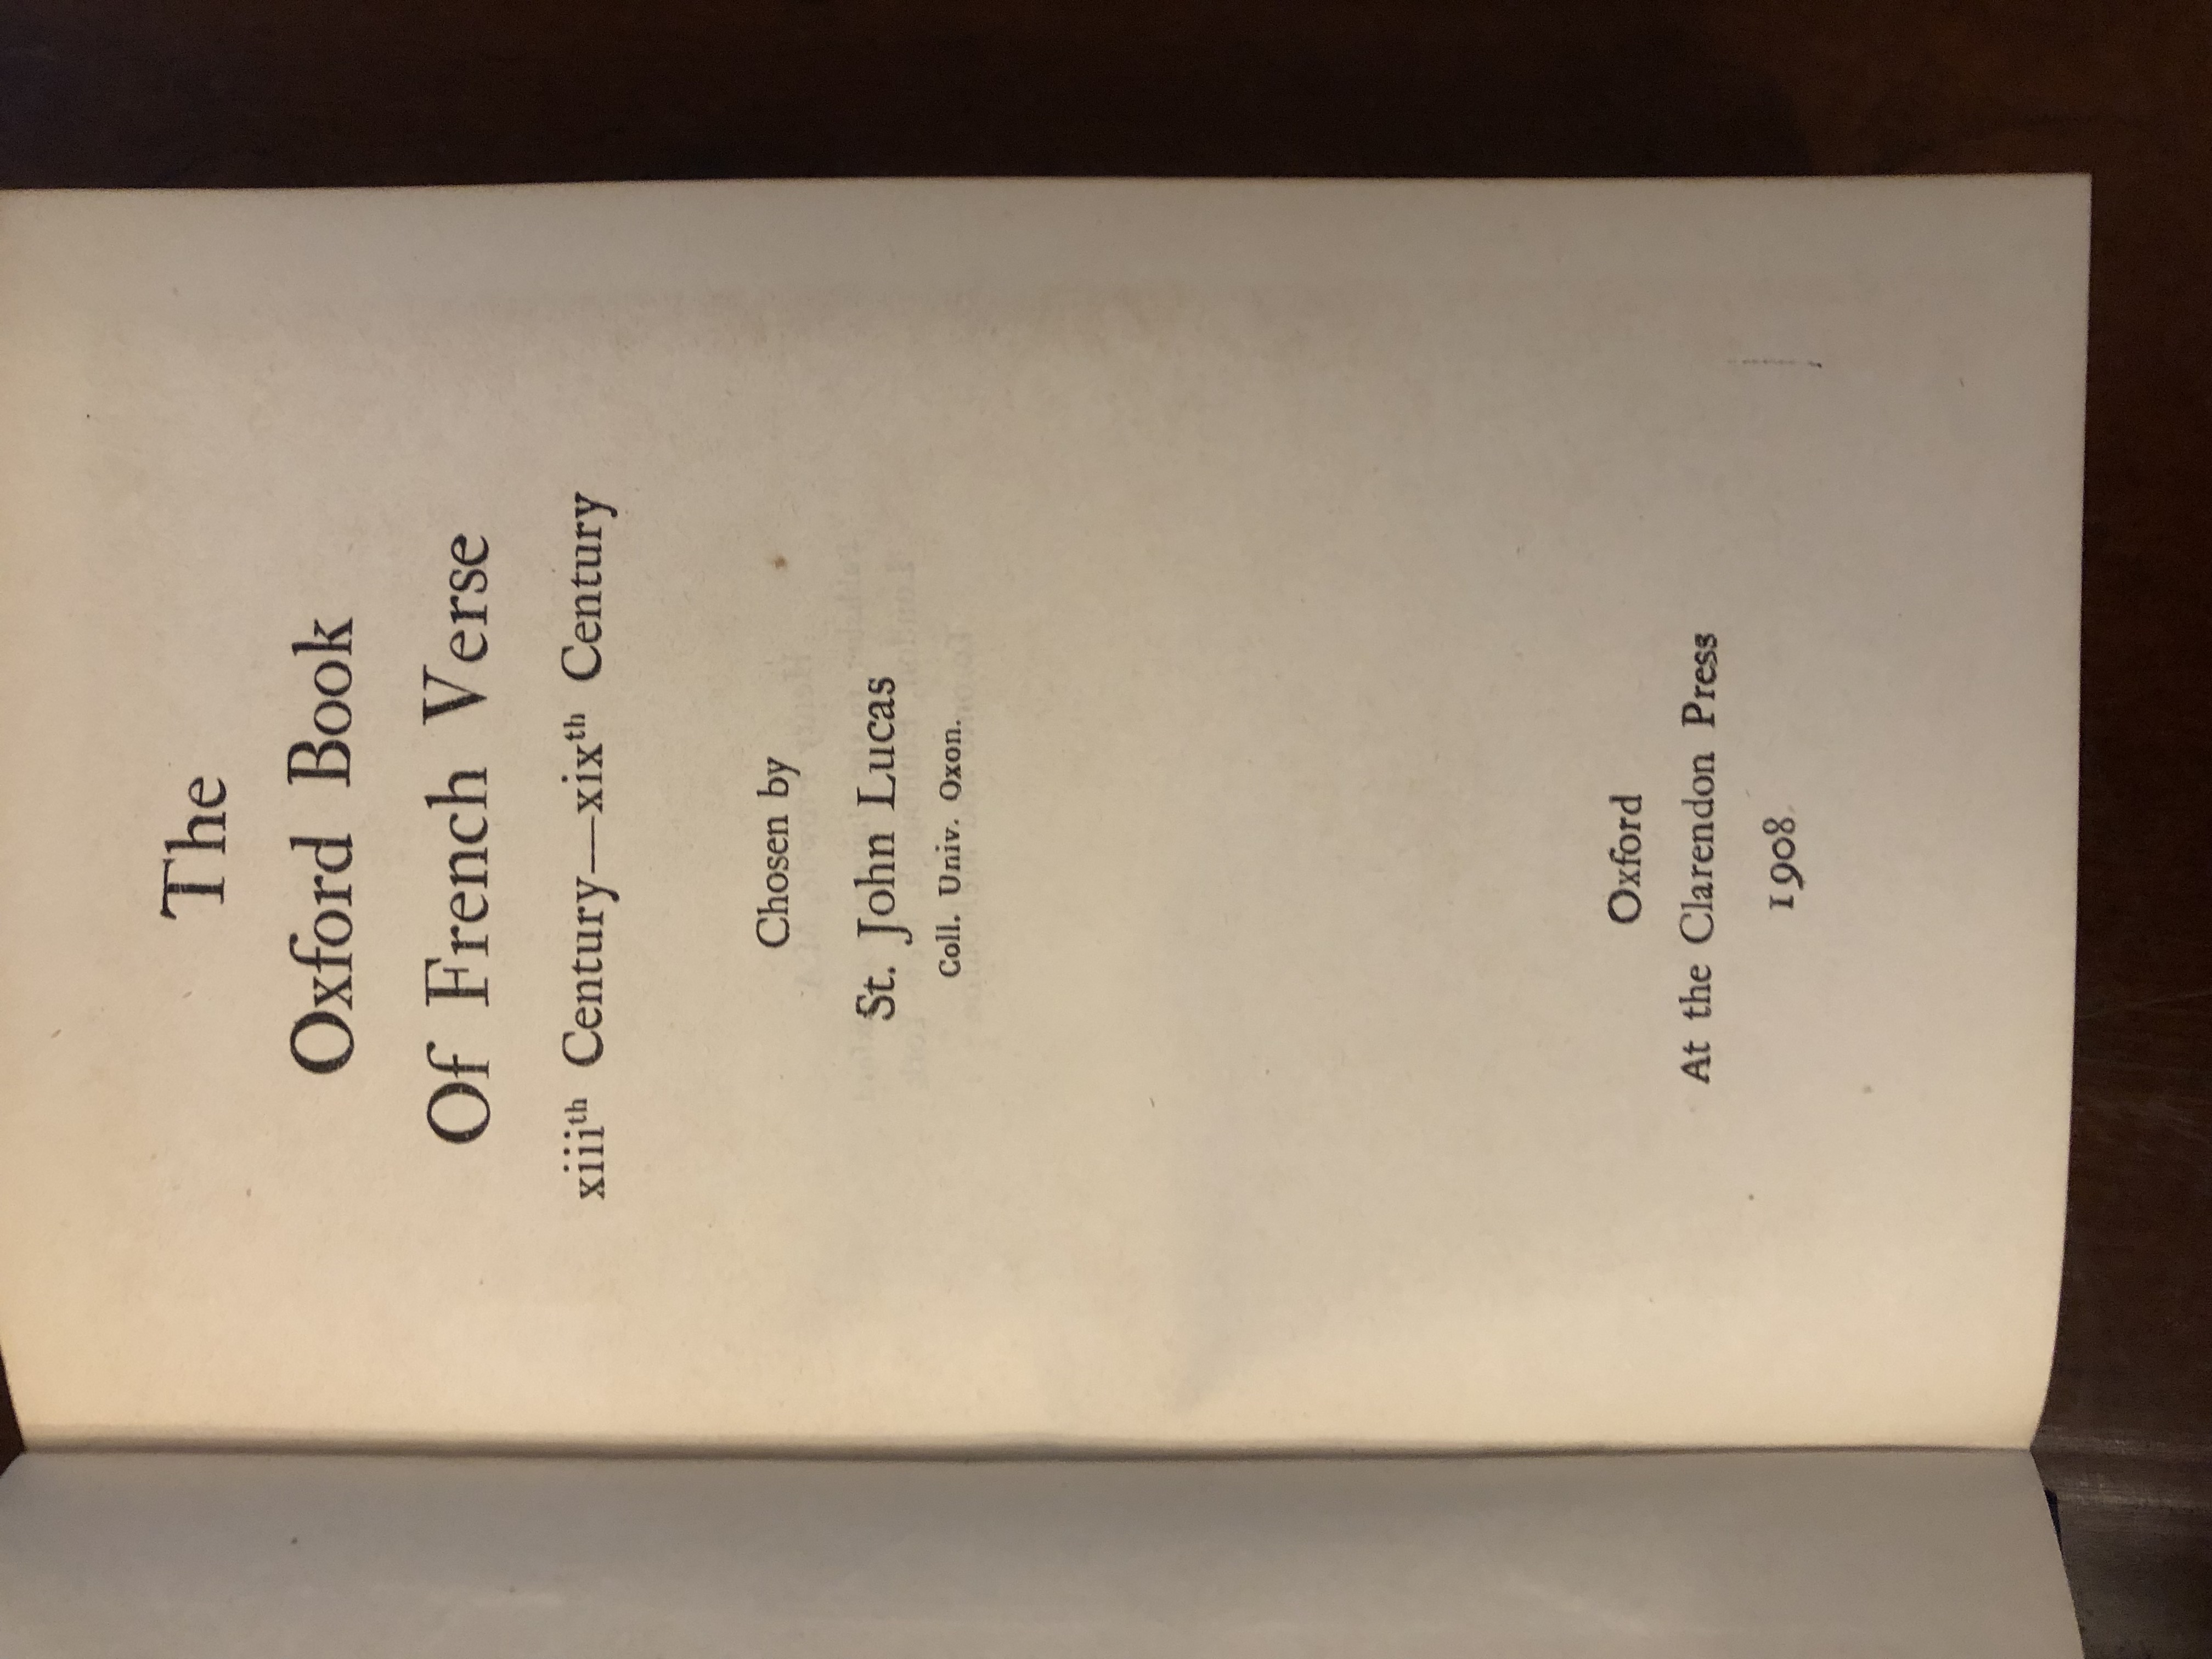 The
Oxford Book
Of French Verse
xiiiᵗʰ Century—xixᵗʰ Century
Chosen by
St. John Lucas
Coll. Univ. Oxon.
Oxford
At the Clarendon Press
1908